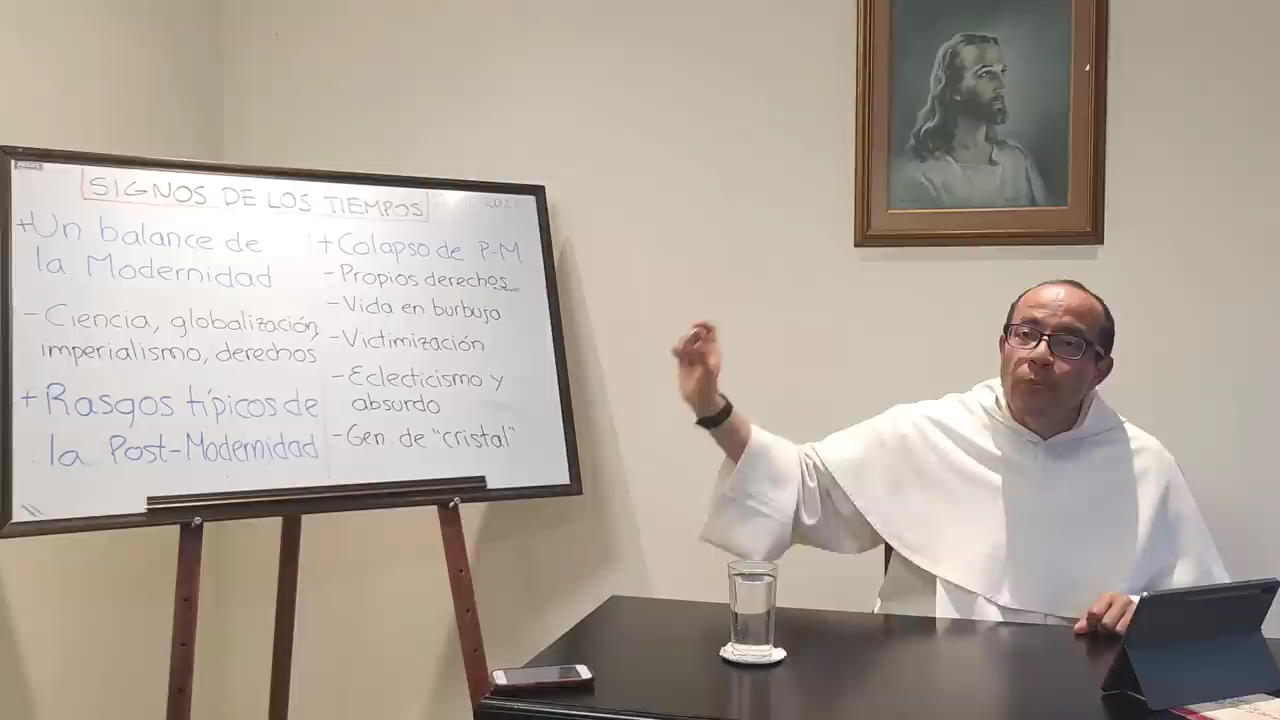 SIGNOS DE LOS TIEMPOS
+Un balance de
la Modernidad
- Ciencia, globalización,
imperialismo, derechos
+ Rasgos típicos de
la Post-Modernidad
+Colapso de P-M
- Propios derechos
- Vida en burbuja
- Victimización
- Eclecticismo y
absurdo
- Gen de "cristal"